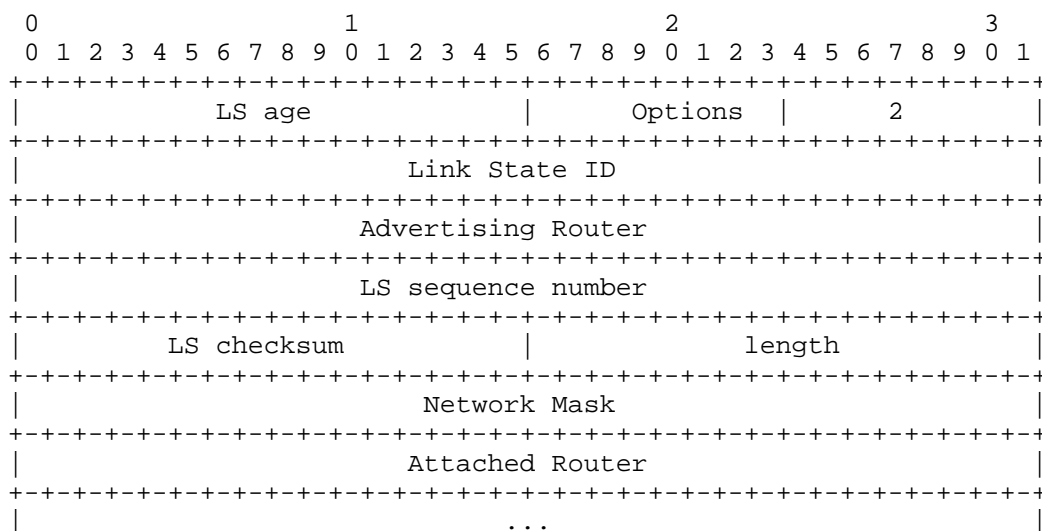 0                   1                   2                   3
0 1 2 3 4 5 6 7 8 9 0 1 2 3 4 5 6 7 8 9 0 1 2 3 4 5 6 7 8 9 0 1
+-+-+-+-+-+-+-+-+-+-+-+-+-+-+-+-+-+-+-+-+-+-+-+-+-+-+-+-+-+-+-+-+
|            LS age             |      Options  |      2        |
+-+-+-+-+-+-+-+-+-+-+-+-+-+-+-+-+-+-+-+-+-+-+-+-+-+-+-+-+-+-+-+-+
|                        Link State ID                          |
+-+-+-+-+-+-+-+-+-+-+-+-+-+-+-+-+-+-+-+-+-+-+-+-+-+-+-+-+-+-+-+-+
|                     Advertising Router                        |
+-+-+-+-+-+-+-+-+-+-+-+-+-+-+-+-+-+-+-+-+-+-+-+-+-+-+-+-+-+-+-+-+
|                     LS sequence number                        |
+-+-+-+-+-+-+-+-+-+-+-+-+-+-+-+-+-+-+-+-+-+-+-+-+-+-+-+-+-+-+-+-+
|         LS checksum           |             length            |
+-+-+-+-+-+-+-+-+-+-+-+-+-+-+-+-+-+-+-+-+-+-+-+-+-+-+-+-+-+-+-+-+
|                         Network Mask                          |
+-+-+-+-+-+-+-+-+-+-+-+-+-+-+-+-+-+-+-+-+-+-+-+-+-+-+-+-+-+-+-+-+
|                        Attached Router                        |
+-+-+-+-+-+-+-+-+-+-+-+-+-+-+-+-+-+-+-+-+-+-+-+-+-+-+-+-+-+-+-+-+
|                              ...                              |